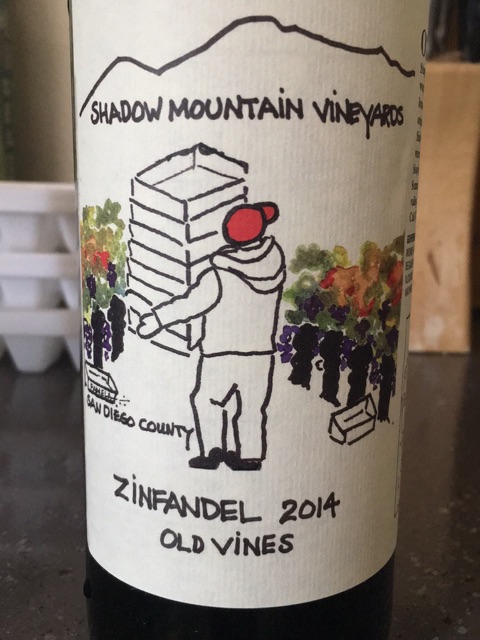 SHADOW MOUNTAIN VINEYARDS
SAN DIEGO COUNTY
ZINFANDEL 2014
OLD VINES